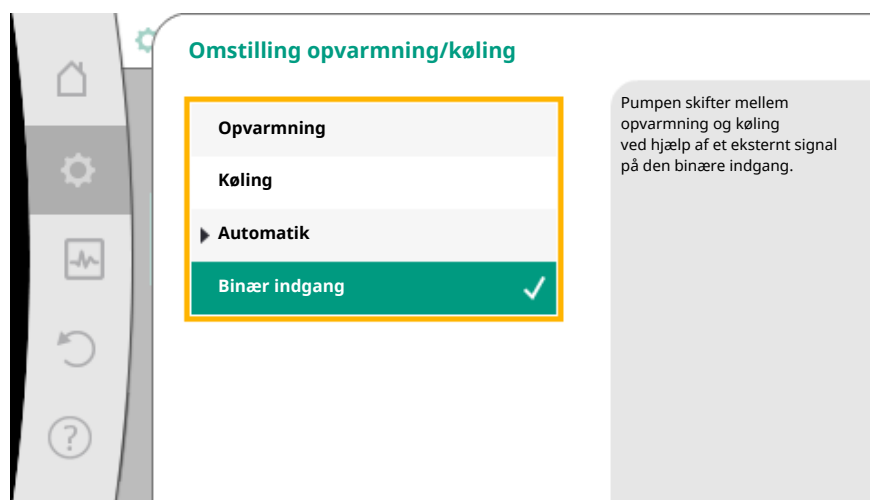 Omstilling opvarmning/køling
Opvarmning
Køling
Automatik
Binær indgang
Pumpen skifter mellem
opvarmning og køling
ved hjælp af et eksternt signal
på den binære indgang.
?